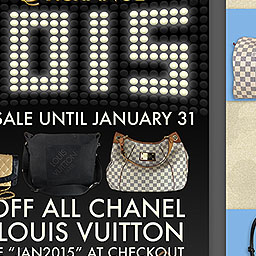 015
SALE UNTIL JANUARY 31
OFF ALL CHANEL
LOUIS VUITTON
"JAN2015" AT CHECKOUT